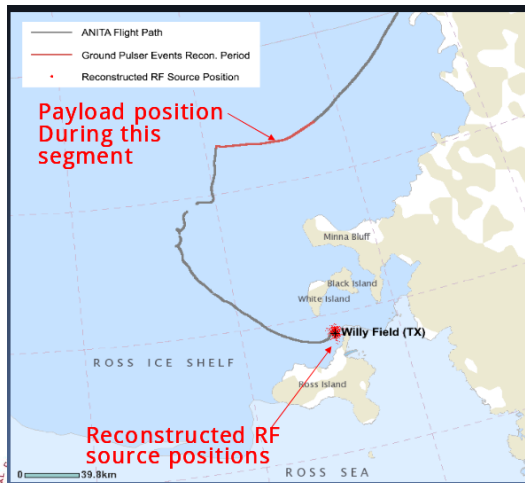 ANITA Flight Path
Ground Pulser Events Recon. Period
Reconstructed RF Source Position
Payload position
During this
segment
Minna Bluff
Black Island
White Island
Willy Field (TX)
ROSS ICE SHELF
Ross Island
Reconstructed RF
source positions
0 39.8km
ROSS SEA